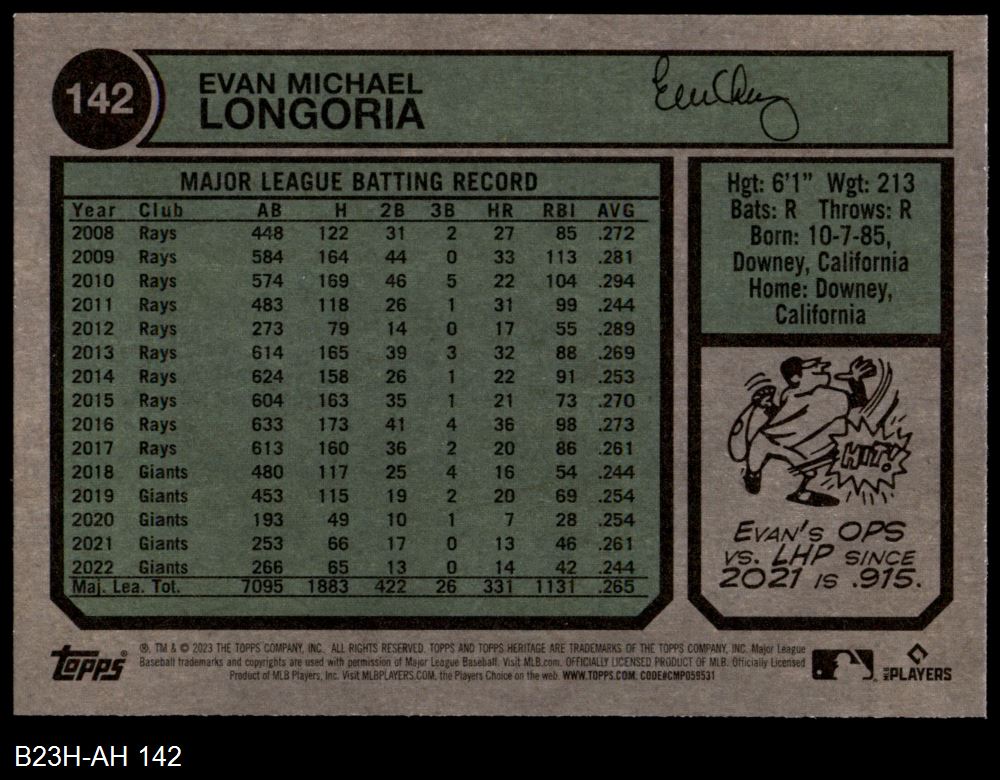 142
EVAN MICHAEL
LONGORIA
MAJOR LEAGUE BATTING RECORD
Year Club AB H 2B 3B HR RBI AVG
2008 Rays 448 122 31 2 27 85 .272
2009 Rays 584 164 44 0 33 113 .281
2010 Rays 574 169 46 5 22 104 .294
2011 Rays 483 118 26 1 31 99 .244
2012 Rays 273 79 14 0 17 55 .289
2013 Rays 614 165 39 3 32 88 .269
2014 Rays 624 158 26 1 22 91 .253
2015 Rays 604 163 35 1 21 73 .270
2016 Rays 633 173 41 4 36 98 .273
2017 Rays 613 160 36 2 20 86 .261
2018 Giants 480 117 25 4 16 54 .244
2019 Giants 453 115 19 2 20 69 .254
2020 Giants 193 49 10 1 7 28 .254
2021 Giants 253 66 17 0 13 46 .261
2022 Giants 266 65 13 0 14 42 .244
Maj. Lea. Tot. 7095 1883 422 26 331 1131 .265
Hgt: 6'1" Wgt: 213
Bats: R Throws: R
Born: 10-7-85,
Downey, California
Home: Downey,
California
HIT!
EVAN'S OPS
VS. LHP SINCE
2021 IS .915.
Topps
®, TM & © 2023 THE TOPPS COMPANY, INC. ALL RIGHTS RESERVED. TOPPS AND TOPPS HERITAGE ARE TRADEMARKS OF THE TOPPS COMPANY, INC. Major League
Baseball trademarks and copyrights are used with permission of Major League Baseball. Visit MLB.com. OFFICIALLY LICENSED PRODUCT OF MLB. Officially Licensed
Product of MLB Players, Inc. Visit MLBPLAYERS.COM, the Players Choice on the web. WWW.TOPPS.COM. CODE#CMP059531
PLAYERS
B23H-AH 142